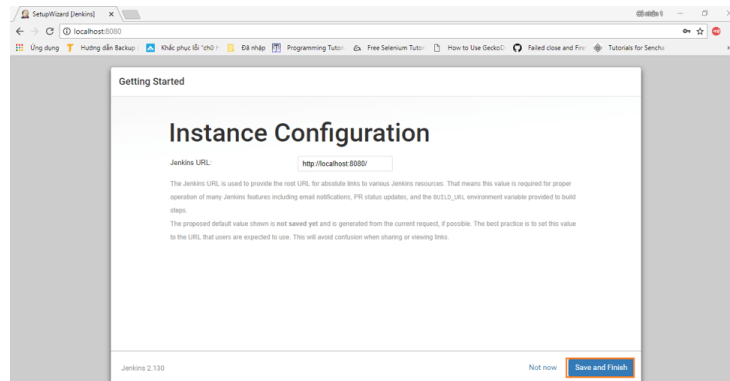 SetupWizard [Jenkins]
localhost:8080
Ứng dụng Hướng dẫn Backup Khắc phục lỗi "chữ Đã nhập Programming Tutor Free Selenium Tutor How to Use GeckoD Failed close and Fire Tutorials for Sencha
Getting Started
Instance Configuration
Jenkins URL: http://localhost:8080/
The Jenkins URL is used to provide the root URL for absolute links to various Jenkins resources. That means this value is required for proper
operation of many Jenkins features including email notifications, PR status updates, and the BUILD_URL environment variable provided to build
steps.
The proposed default value shown is not saved yet and is generated from the current request, if possible. The best practice is to set this value
to the URL that users are expected to use. This will avoid confusion when sharing or viewing links.
Jenkins 2.130 Not now Save and Finish